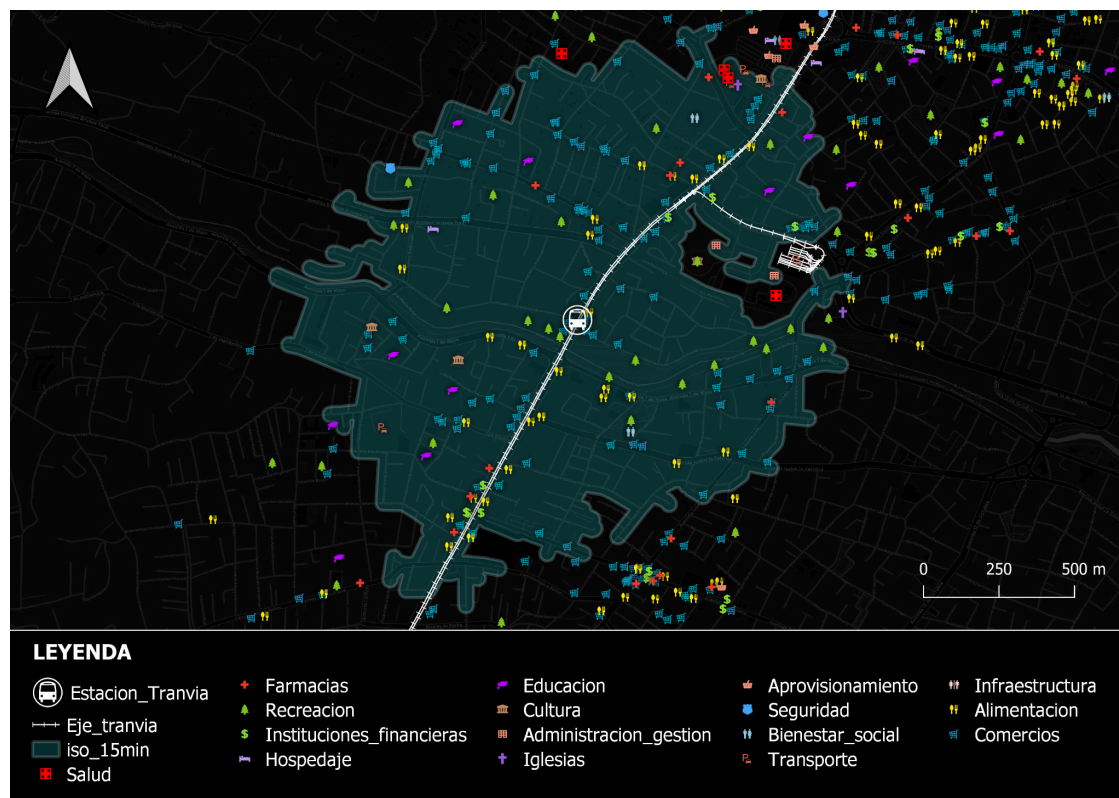 0 250 500 m
LEYENDA
Estacion_Tranvia
Eje_tranvia
iso_15min
Salud
Farmacias
Recreacion
Instituciones_financieras
Hospedaje
Educacion
Cultura
Administracion_gestion
Iglesias
Aprovisionamiento
Seguridad
Bienestar_social
Transporte
Infraestructura
Alimentacion
Comercios